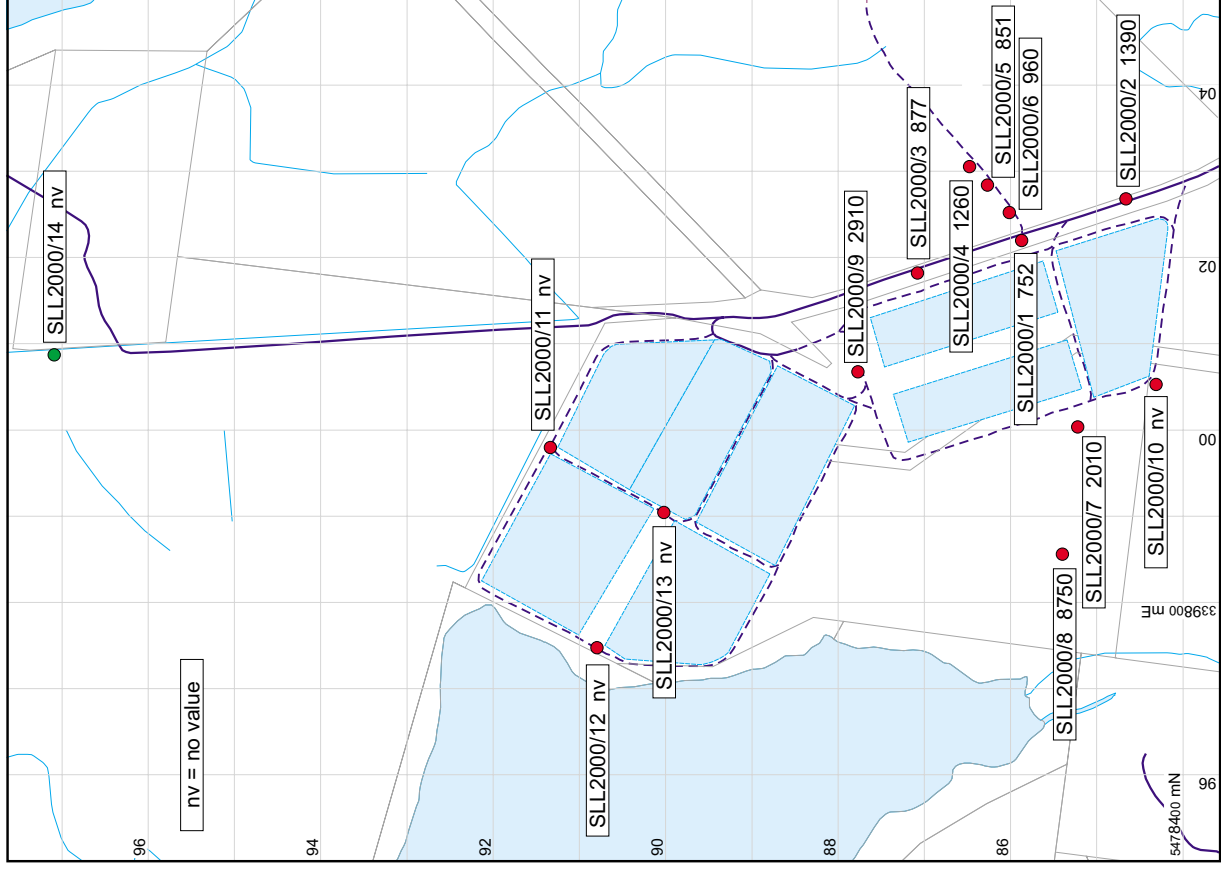 SLL2000/14 nv
nv = no value
SLL2000/11 nv
SLL2000/12 nv
SLL2000/13 nv
SLL2000/9 2910
SLL2000/3 877
SLL2000/4 1260
SLL2000/5 851
SLL2000/6 960
SLL2000/1 752
SLL2000/2 1390
SLL2000/7 2010
SLL2000/8 8750
SLL2000/10 nv
96
94
92
90
88
86
5478400 mN
96
339800 mE
00
02
04